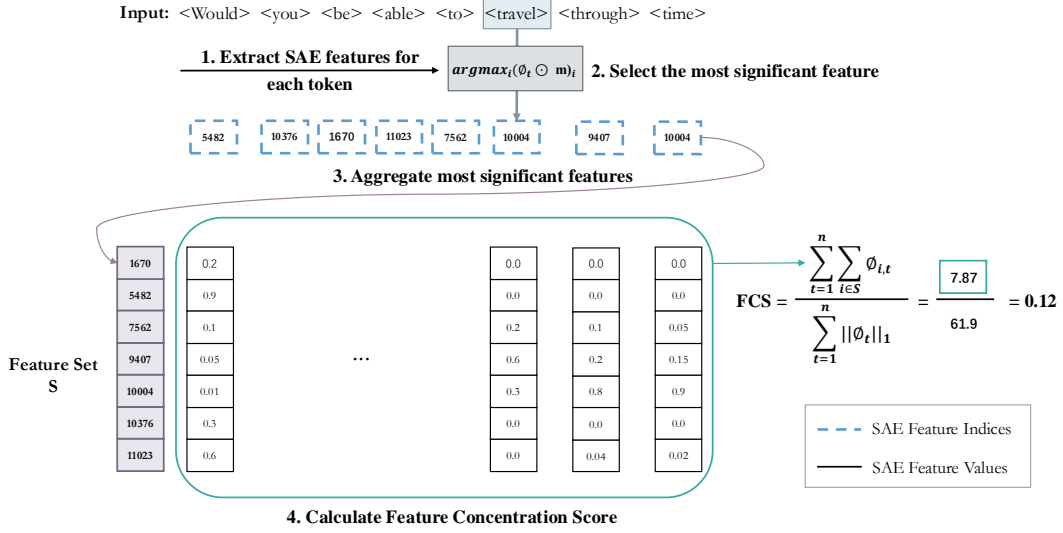 Input: <Would> <you> <be> <able> <to> <travel> <through> <time>
1. Extract SAE features for
each token
argmaxᵢ(∅ₜ ⊙ m)ᵢ
2. Select the most significant feature
5482 10376 1670 11023 7562 10004 9407 10004
3. Aggregate most significant features
Feature Set
S
1670 0.2 0.0 0.0 0.0
5482 0.9 0.0 0.0 0.0
7562 0.1 0.2 0.1 0.05
9407 0.05 ... 0.6 0.2 0.15
10004 0.01 0.3 0.8 0.9
10376 0.3 0.0 0.0 0.0
11023 0.6 0.0 0.04 0.02
4. Calculate Feature Concentration Score
FCS = \frac{\sum_{t=1}^{n} \sum_{i∈S} ∅_{i,t}}{\sum_{t=1}^{n} ||∅_t||_1} = \frac{7.87}{61.9} = 0.12
SAE Feature Indices
SAE Feature Values